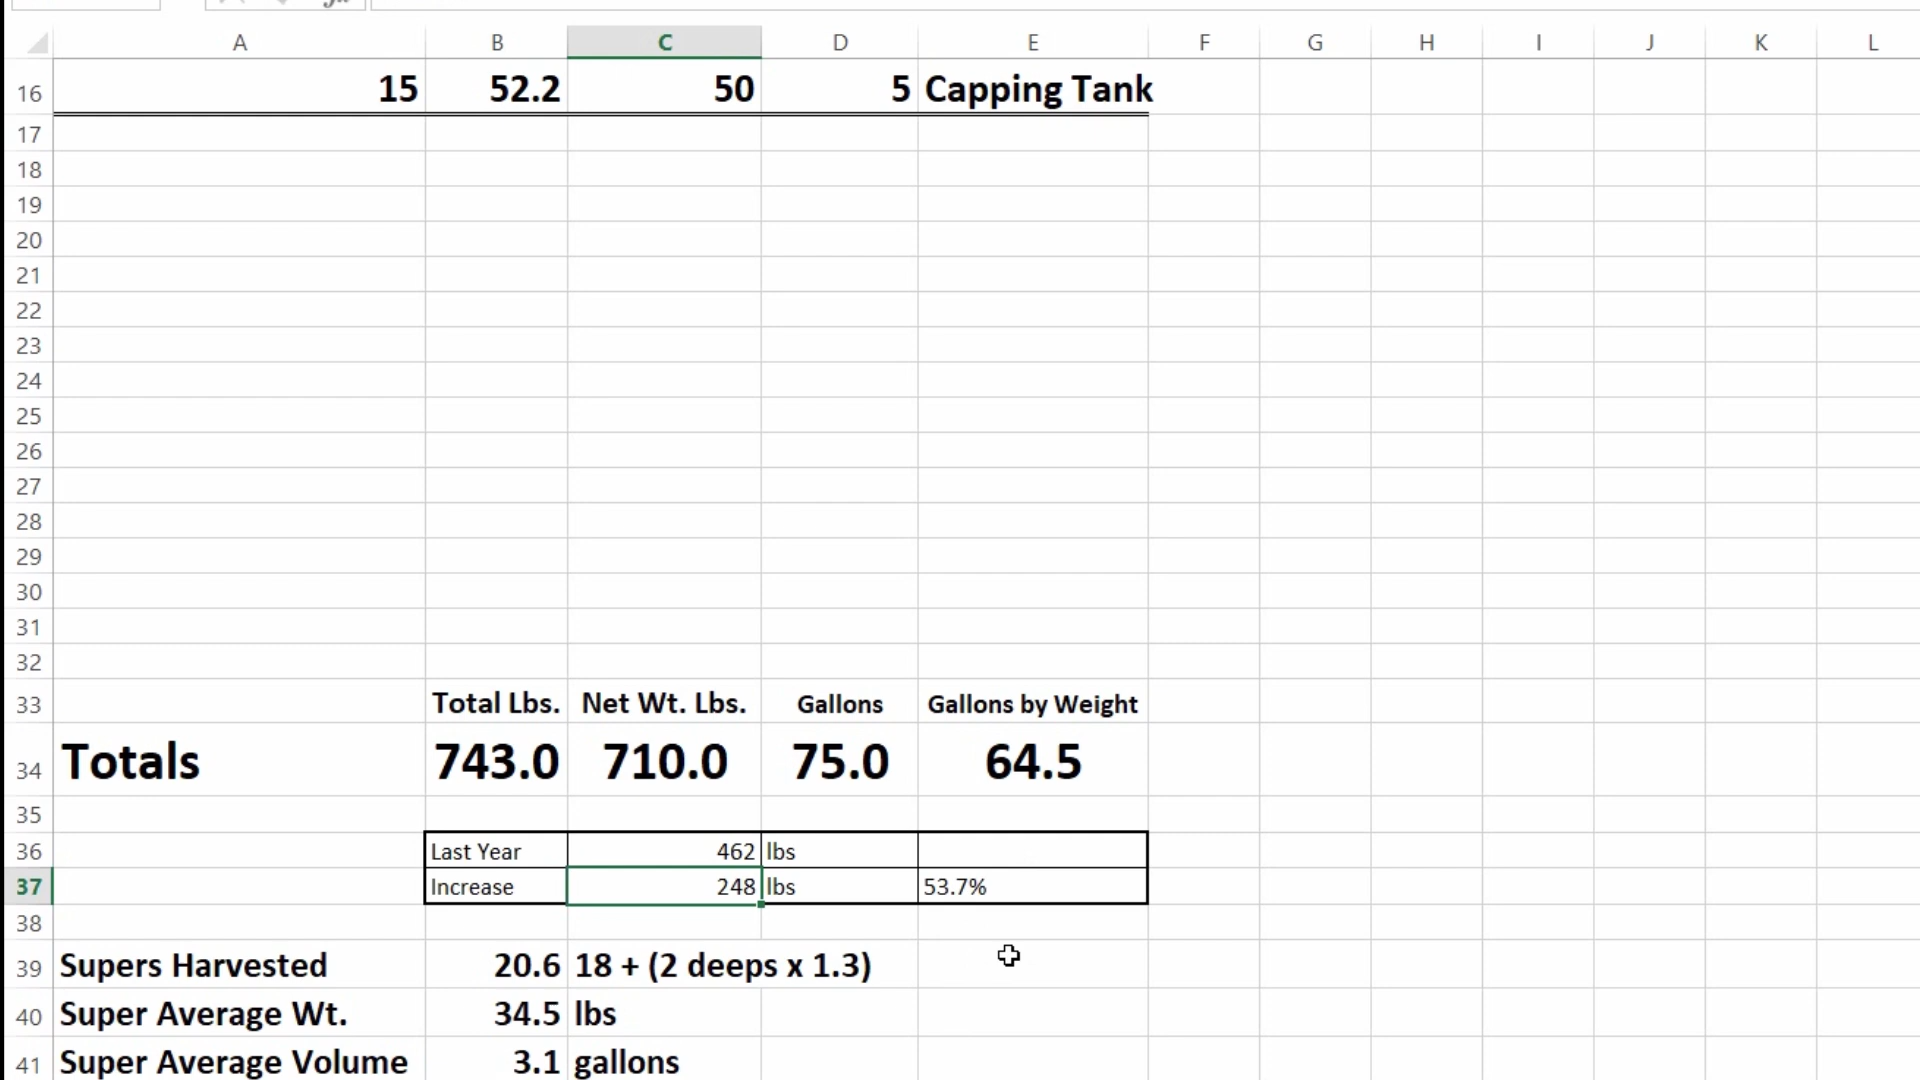 A B C D E F G H I J K L
16 15 52.2 50 5 Capping Tank
17
18
19
20
21
22
23
24
25
26
27
28
29
30
31
32
33 Total Lbs. Net Wt. Lbs. Gallons Gallons by Weight
34 Totals 743.0 710.0 75.0 64.5
35
36 Last Year 462 lbs
37 Increase 248 lbs 53.7%
38
39 Supers Harvested 20.6 18 + (2 deeps x 1.3)
40 Super Average Wt. 34.5 lbs
41 Super Average Volume 3.1 gallons